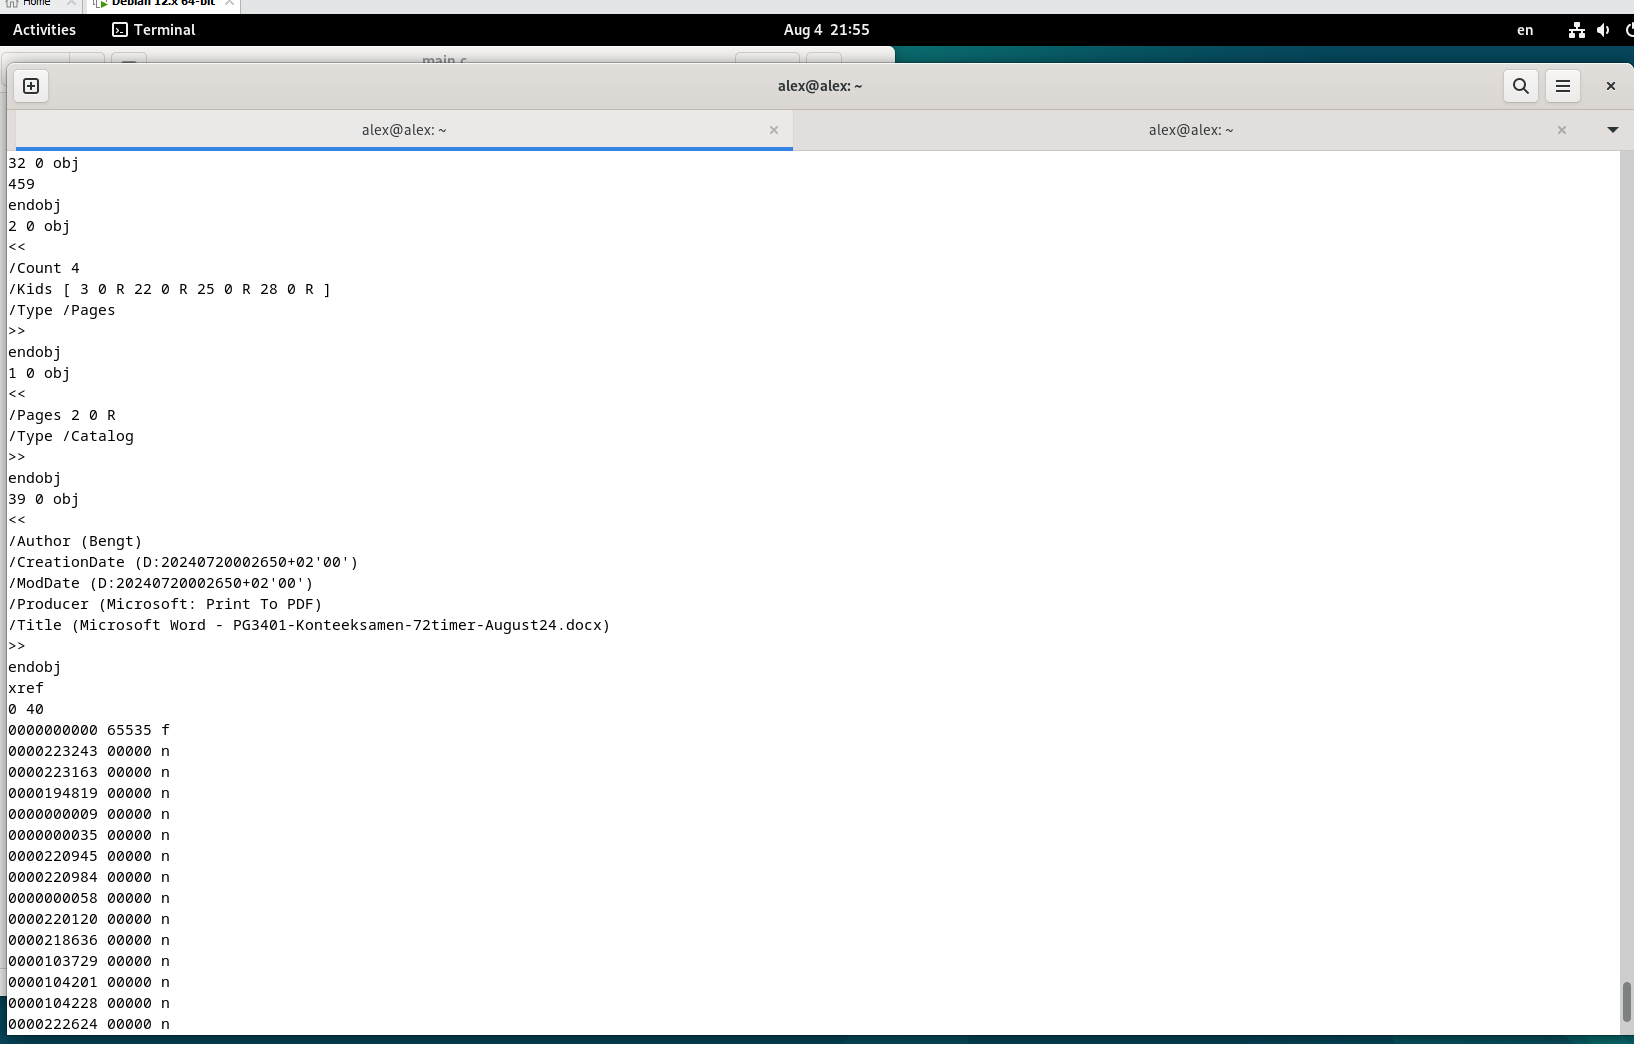 Home
Debian 12.x 64-bit
Activities
Terminal
Aug 4 21:55
en
main.c
alex@alex: ~
alex@alex: ~
alex@alex: ~
32 0 obj
459
endobj
2 0 obj
<<
/Count 4
/Kids [ 3 0 R 22 0 R 25 0 R 28 0 R ]
/Type /Pages
>>
endobj
1 0 obj
<<
/Pages 2 0 R
/Type /Catalog
>>
endobj
39 0 obj
<<
/Author (Bengt)
/CreationDate (D:20240720002650+02'00')
/ModDate (D:20240720002650+02'00')
/Producer (Microsoft: Print To PDF)
/Title (Microsoft Word - PG3401-Konteeksamen-72timer-August24.docx)
>>
endobj
xref
0 40
0000000000 65535 f
0000223243 00000 n
0000223163 00000 n
0000194819 00000 n
0000000009 00000 n
0000000035 00000 n
0000220945 00000 n
0000220984 00000 n
0000000058 00000 n
0000220120 00000 n
0000218636 00000 n
0000103729 00000 n
0000104201 00000 n
0000104228 00000 n
0000222624 00000 n